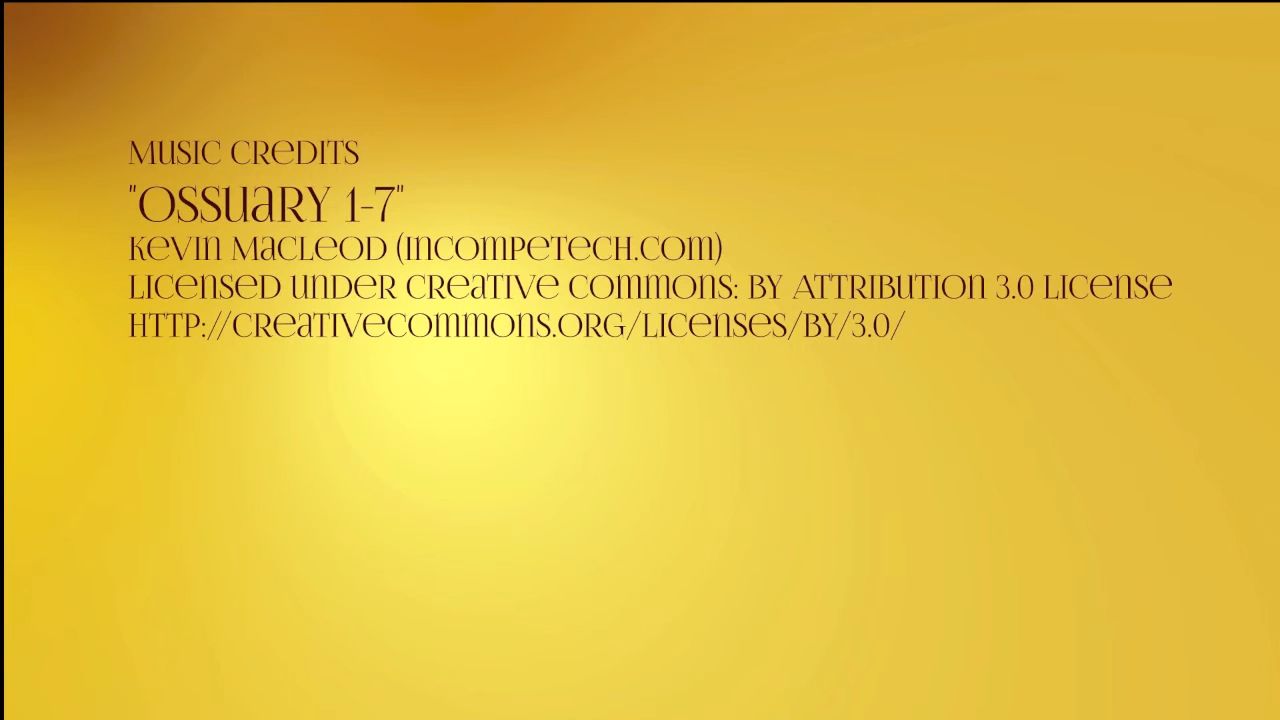 Music Credits
"Ossuary 1-7"
Kevin MacLeod (incompetech.com)
Licensed under Creative Commons: By Attribution 3.0 License
http://creativecommons.org/licenses/by/3.0/